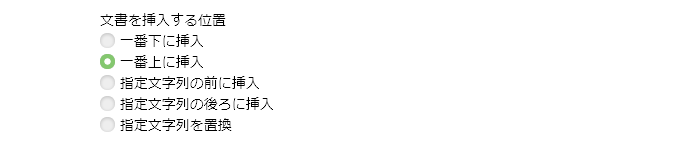 文書を挿入する位置
一番下に挿入
一番上に挿入
指定文字列の前に挿入
指定文字列の後ろに挿入
指定文字列を置換